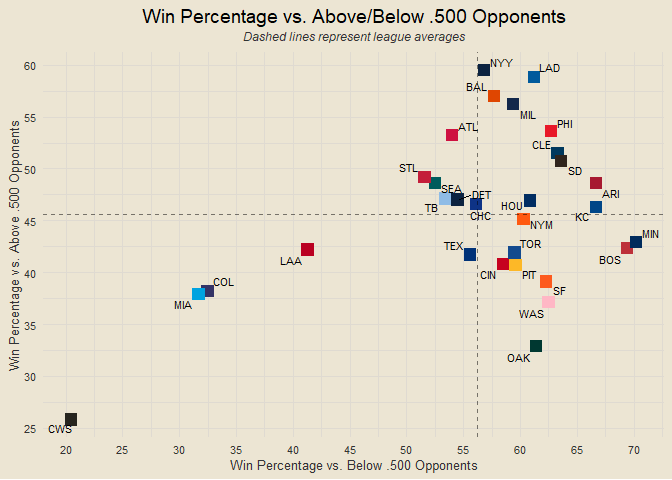 Win Percentage vs. Above/Below .500 Opponents
Dashed lines represent league averages
Win Percentage vs. Above .500 Opponents
60
55
50
45
40
35
30
25
NYY
LAD
BAL
MIL
ATL
PHI
CLE
SD
STL
SEA
DET
TB
CHC
HOU
ARI
KC
NYM
MIN
BOS
TEX
TOR
LAA
CIN
PIT
SF
COL
MIA
WAS
OAK
CWS
20 25 30 35 40 45 50 55 60 65 70
Win Percentage vs. Below .500 Opponents